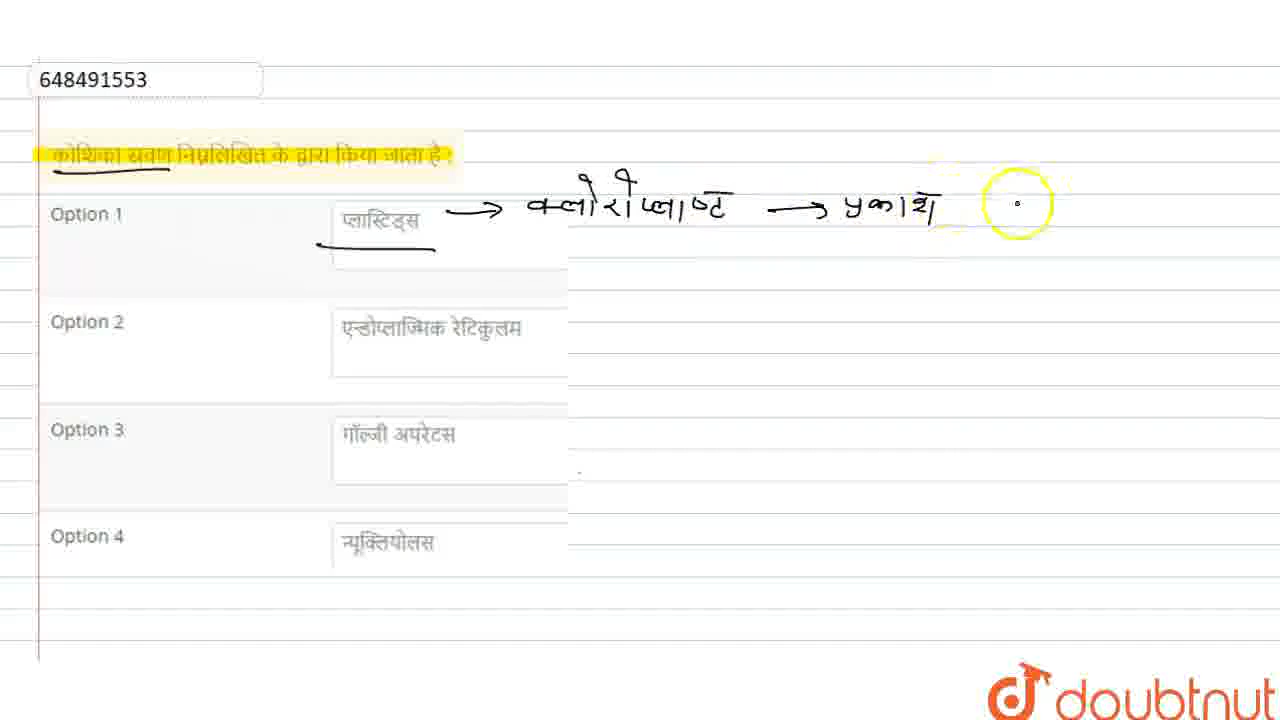 648491553
कोशिका स्रवण निम्नलिखित के द्वारा किया जाता है :
Option 1 प्लास्टिड्स → क्लोरोप्लास्ट → प्रकाश
Option 2 एन्डोप्लाज्मिक रेटिकुलम
Option 3 गॉल्जी अपरेटस
Option 4 न्यूक्लियोलस
doubtnut